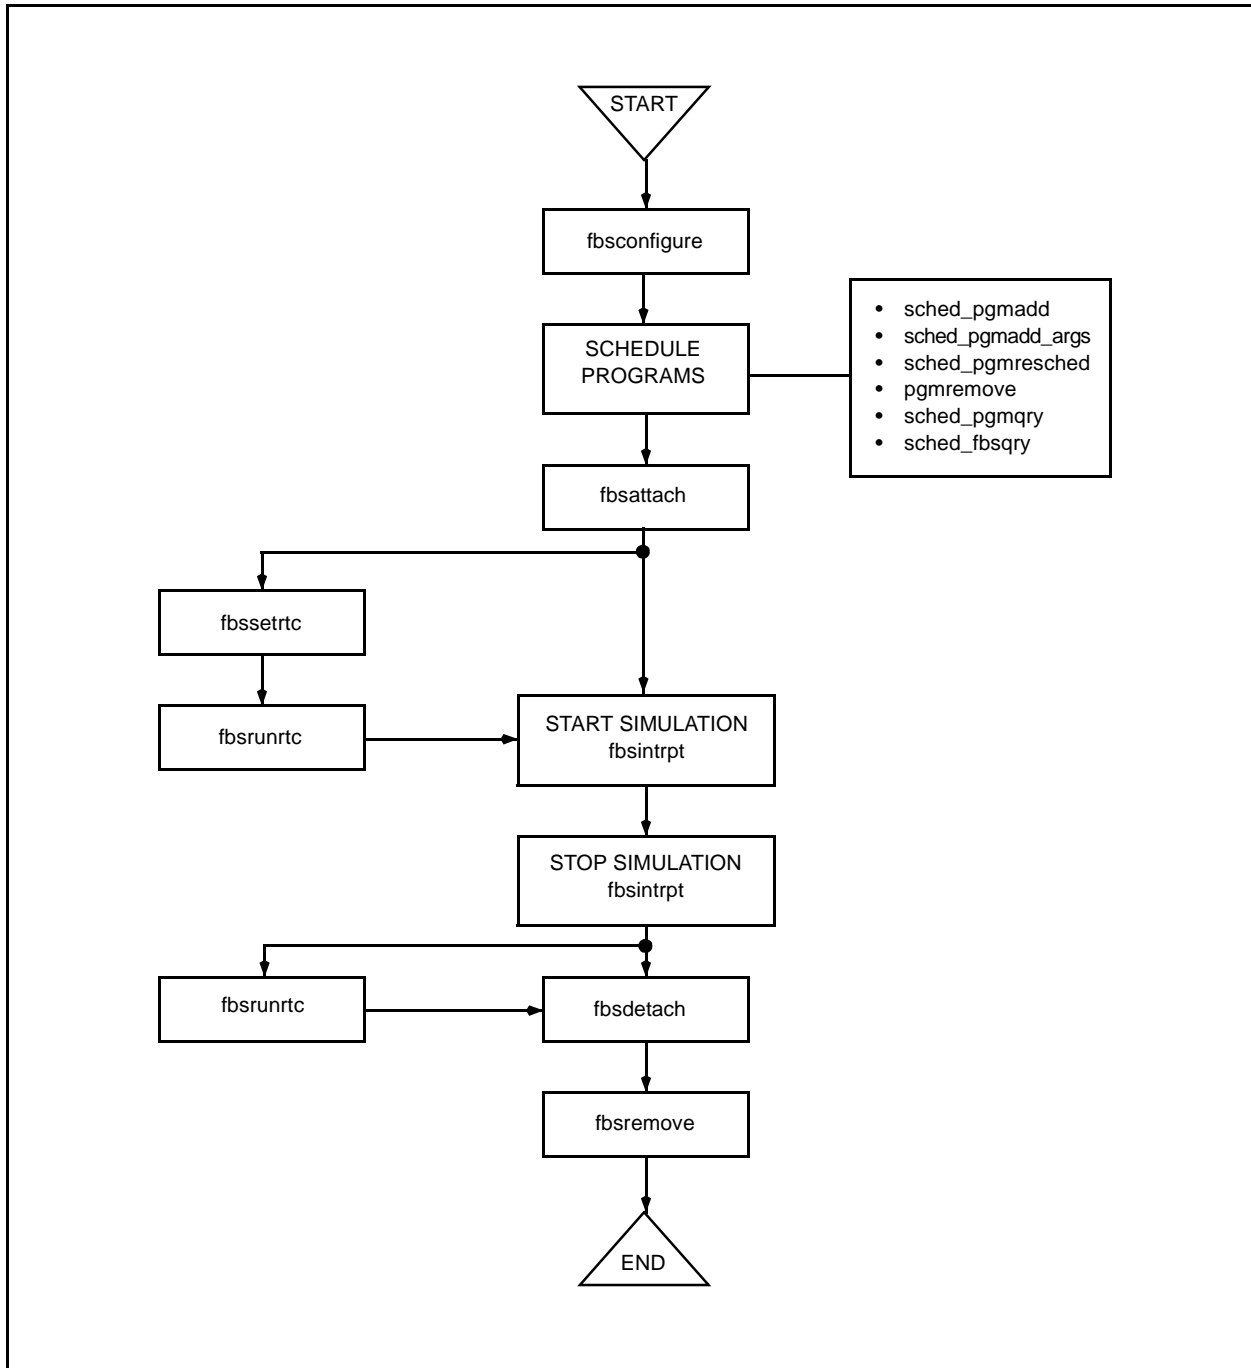 START
fbsconfigure
SCHEDULE
PROGRAMS
• sched_pgmadd
• sched_pgmadd_args
• sched_pgmresched
• pgmremove
• sched_pgmqry
• sched_fbsqry
fbsattach
fbssetrtc
fbsrunrtc
START SIMULATION
fbsintrpt
STOP SIMULATION
fbsintrpt
fbsrunrtc
fbsdetach
fbsremove
END